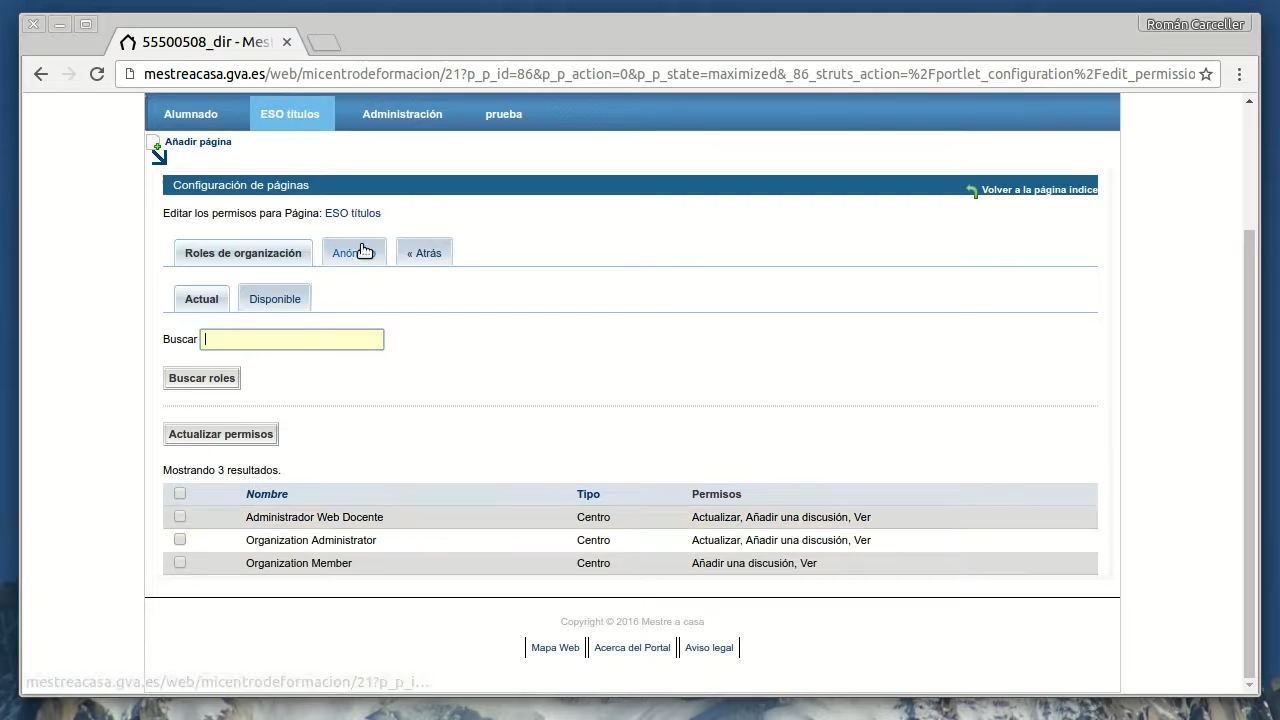 Román Carceller
55500508_dir - Mes
mestreacasa.gva.es/web/micentrodeformacion/21?p_p_id=86&p_p_action=0&p_p_state=maximized&_86_struts_action=%2Fportlet_configuration%2Fedit_permissio
Alumnado ESO títulos Administración prueba
Añadir página
Configuración de páginas
Volver a la página índice
Editar los permisos para Página: ESO títulos
Roles de organización « Atrás
Actual Disponible
Buscar
Buscar roles
Actualizar permisos
Mostrando 3 resultados.
Nombre Tipo Permisos
Administrador Web Docente Centro Actualizar, Añadir una discusión, Ver
Organization Administrator Centro Actualizar, Añadir una discusión, Ver
Organization Member Centro Añadir una discusión, Ver
Copyright © 2016 Mestre a casa
Mapa Web Acerca del Portal Aviso legal
mestreacasa.gva.es/web/micentrodeformacion/21?p_p_i...